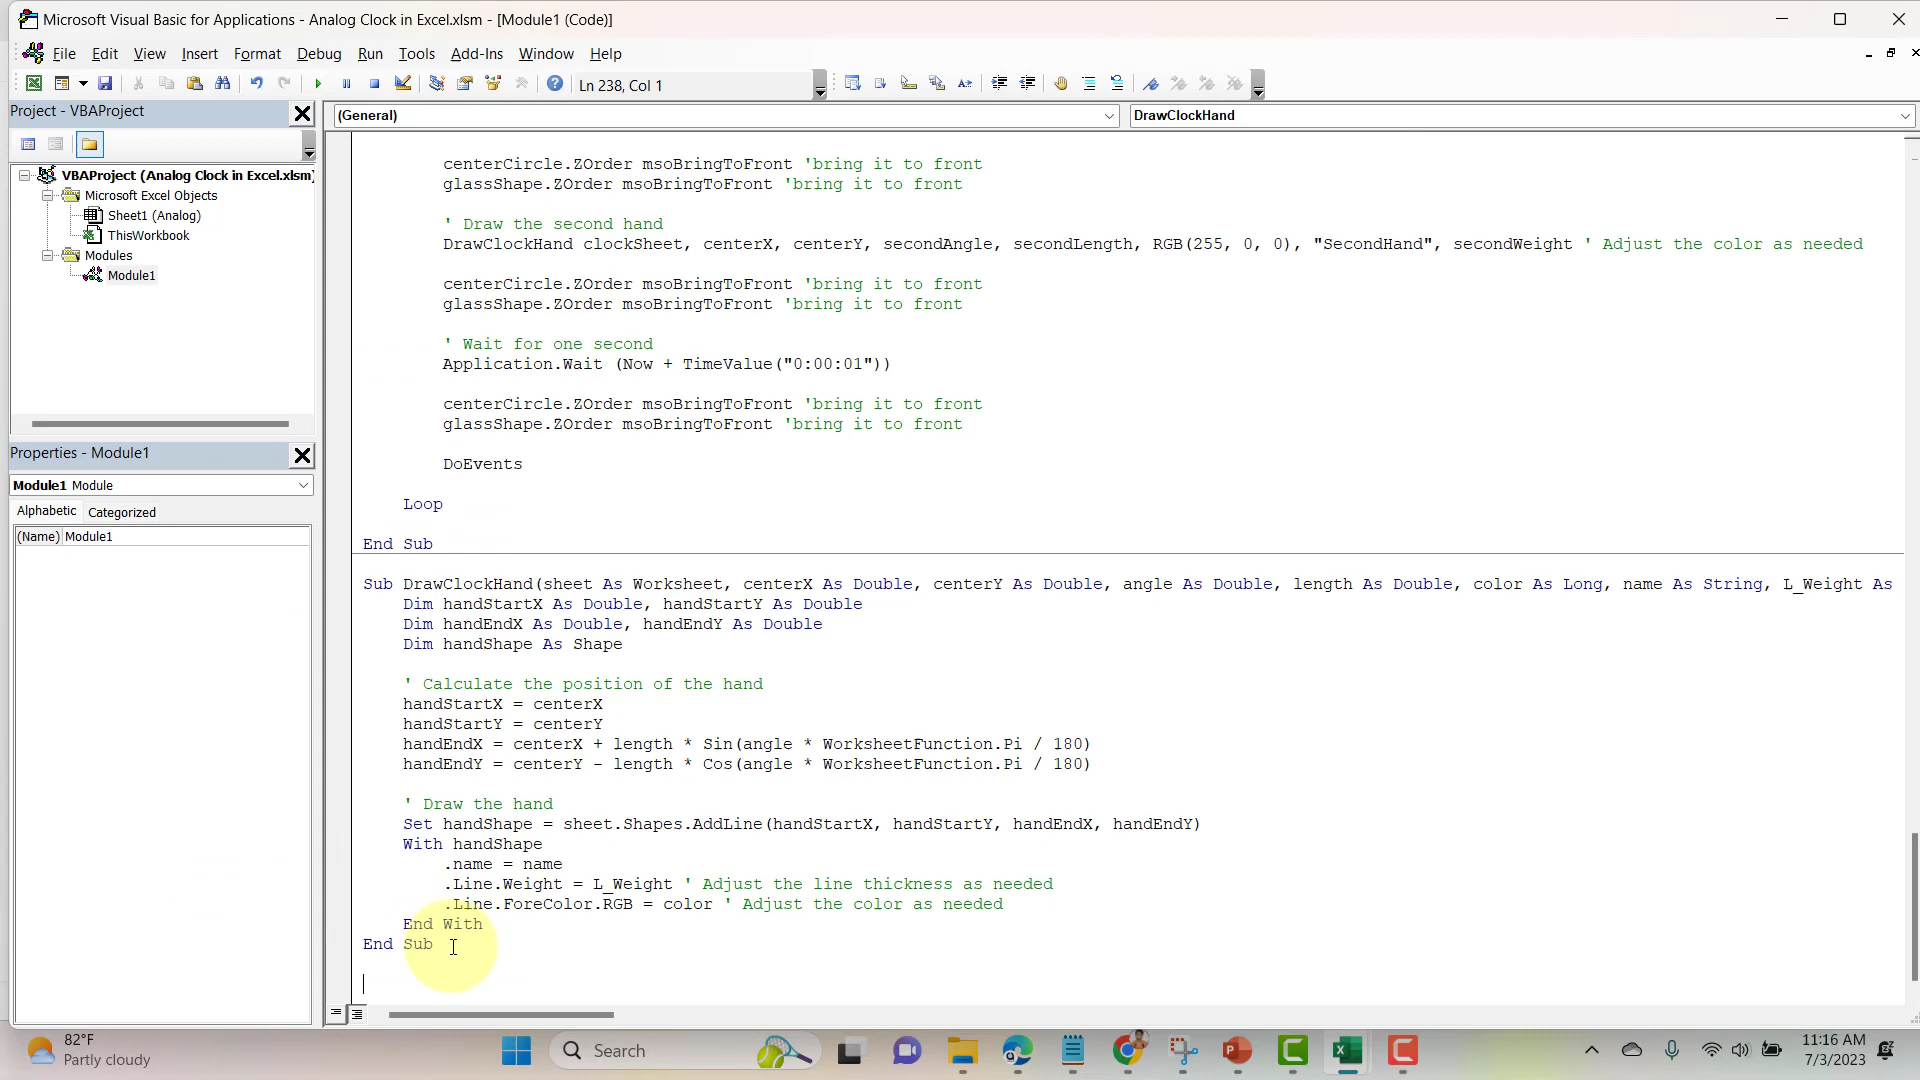 Microsoft Visual Basic for Applications - Analog Clock in Excel.xlsm - [Module1 (Code)]
File Edit View Insert Format Debug Run Tools Add-Ins Window Help
Ln 238, Col 1
Project - VBAProject
(General)
DrawClockHand
VBAProject (Analog Clock in Excel.xlsm)
Microsoft Excel Objects
Sheet1 (Analog)
ThisWorkbook
Modules
Module1
Properties - Module1
Module1 Module
Alphabetic Categorized
(Name) Module1
centerCircle.ZOrder msoBringToFront 'bring it to front
glassShape.ZOrder msoBringToFront 'bring it to front
' Draw the second hand
DrawClockHand clockSheet, centerX, centerY, secondAngle, secondLength, RGB(255, 0, 0), "SecondHand", secondWeight ' Adjust the color as needed
centerCircle.ZOrder msoBringToFront 'bring it to front
glassShape.ZOrder msoBringToFront 'bring it to front
' Wait for one second
Application.Wait (Now + TimeValue("0:00:01"))
centerCircle.ZOrder msoBringToFront 'bring it to front
glassShape.ZOrder msoBringToFront 'bring it to front
DoEvents
Loop
End Sub
Sub DrawClockHand(sheet As Worksheet, centerX As Double, centerY As Double, angle As Double, length As Double, color As Long, name As String, L_Weight As
Dim handStartX As Double, handStartY As Double
Dim handEndX As Double, handEndY As Double
Dim handShape As Shape
' Calculate the position of the hand
handStartX = centerX
handStartY = centerY
handEndX = centerX + length * Sin(angle * WorksheetFunction.Pi / 180)
handEndY = centerY - length * Cos(angle * WorksheetFunction.Pi / 180)
' Draw the hand
Set handShape = sheet.Shapes.AddLine(handStartX, handStartY, handEndX, handEndY)
With handShape
.name = name
.Line.Weight = L_Weight ' Adjust the line thickness as needed
.Line.ForeColor.RGB = color ' Adjust the color as needed
End With
End Sub
82°F
Partly cloudy
Search
11:16 AM
7/3/2023